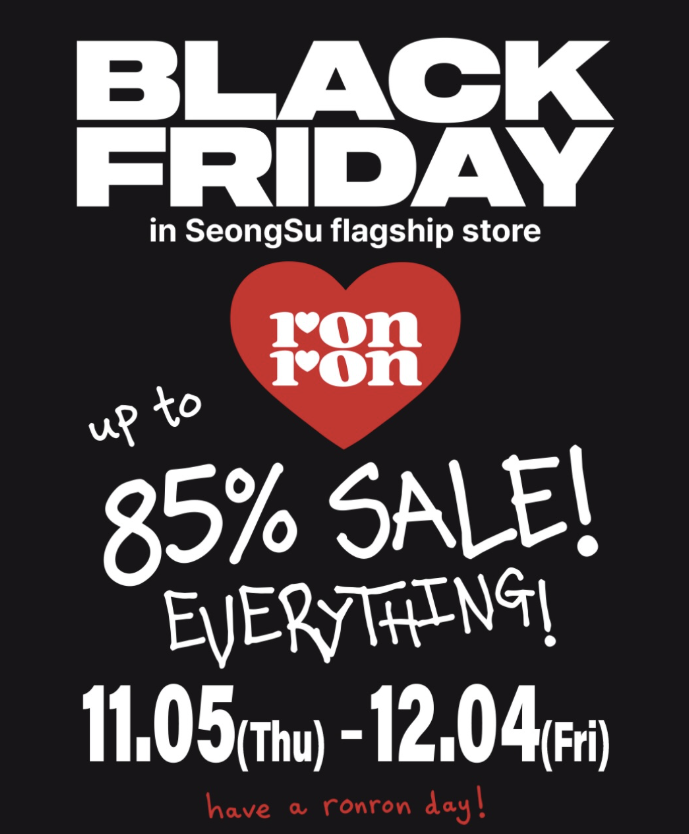 BLACK
FRIDAY
in SeongSu flagship store
ron
ron
up to
85% SALE!
EVERYTHING!
11.05(Thu) - 12.04(Fri)
have a ronron day!